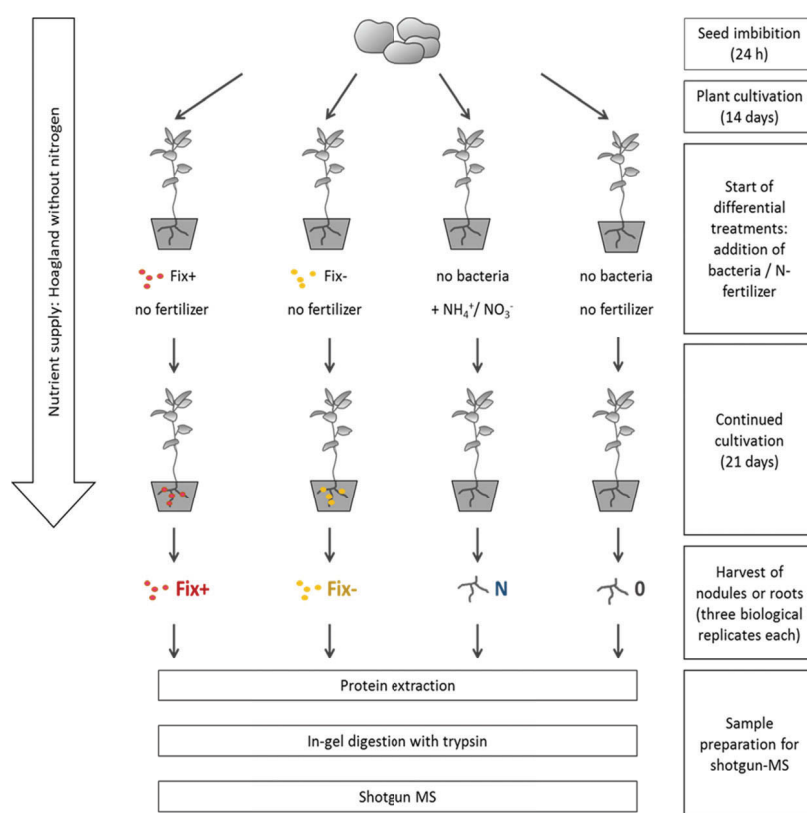 Seed imbibition
(24 h)
Plant cultivation
(14 days)
Nutrient supply: Hoagland without nitrogen
Start of
differential
treatments:
addition of
bacteria / N-
fertilizer
Fix+
no fertilizer
Fix-
no fertilizer
no bacteria
+ NH₄⁺/ NO₃⁻
no bacteria
no fertilizer
Continued
cultivation
(21 days)
Fix+
Fix-
N
0
Harvest of
nodules or roots
(three biological
replicates each)
Protein extraction
In-gel digestion with trypsin
Shotgun MS
Sample
preparation for
shotgun-MS